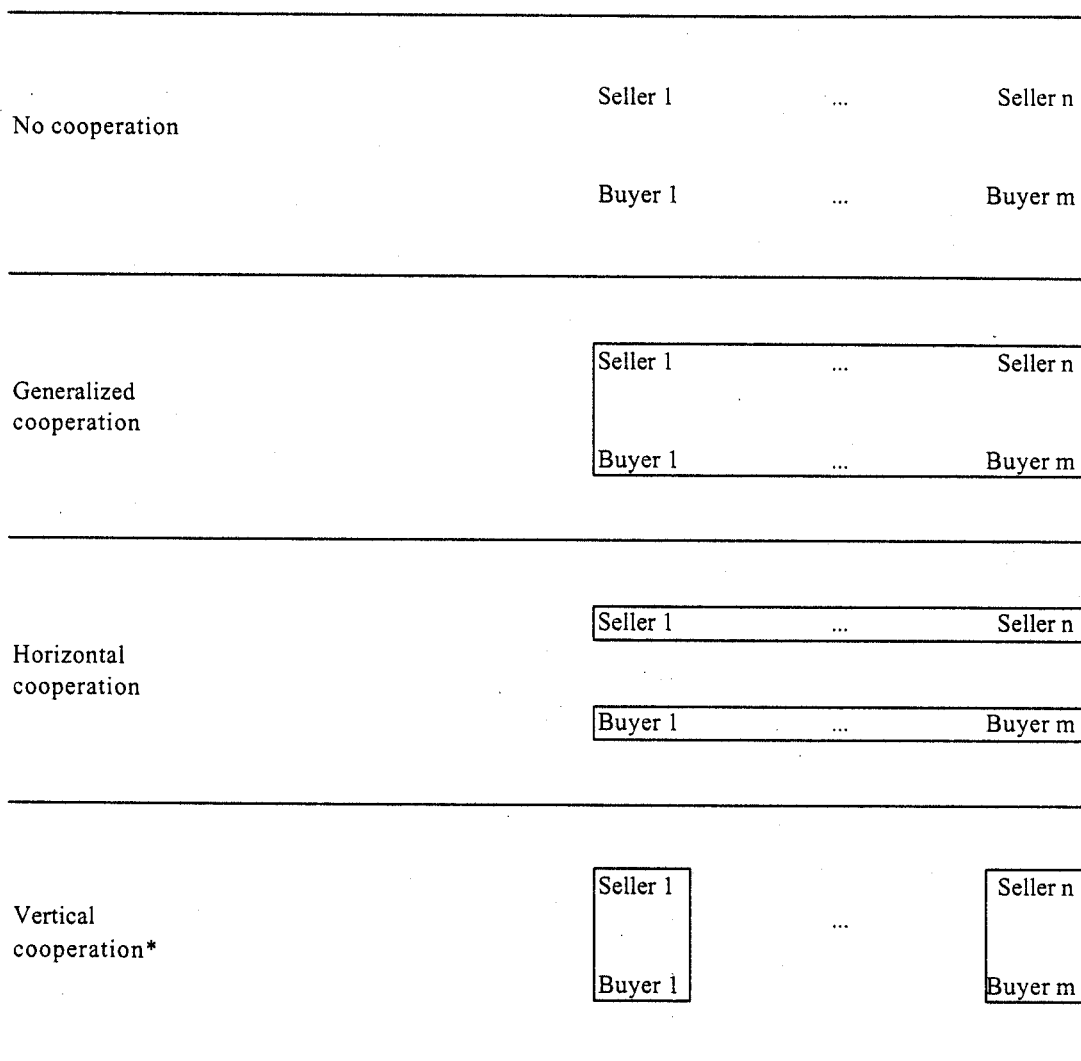 Seller 1 ... Seller n
No cooperation
Buyer 1 ... Buyer m
Seller 1 ... Seller n
Generalized
cooperation
Buyer 1 ... Buyer m
Seller 1 ... Seller n
Horizontal
cooperation
Buyer 1 ... Buyer m
Seller 1 Seller n
Vertical ...
cooperation*
Buyer 1 Buyer m